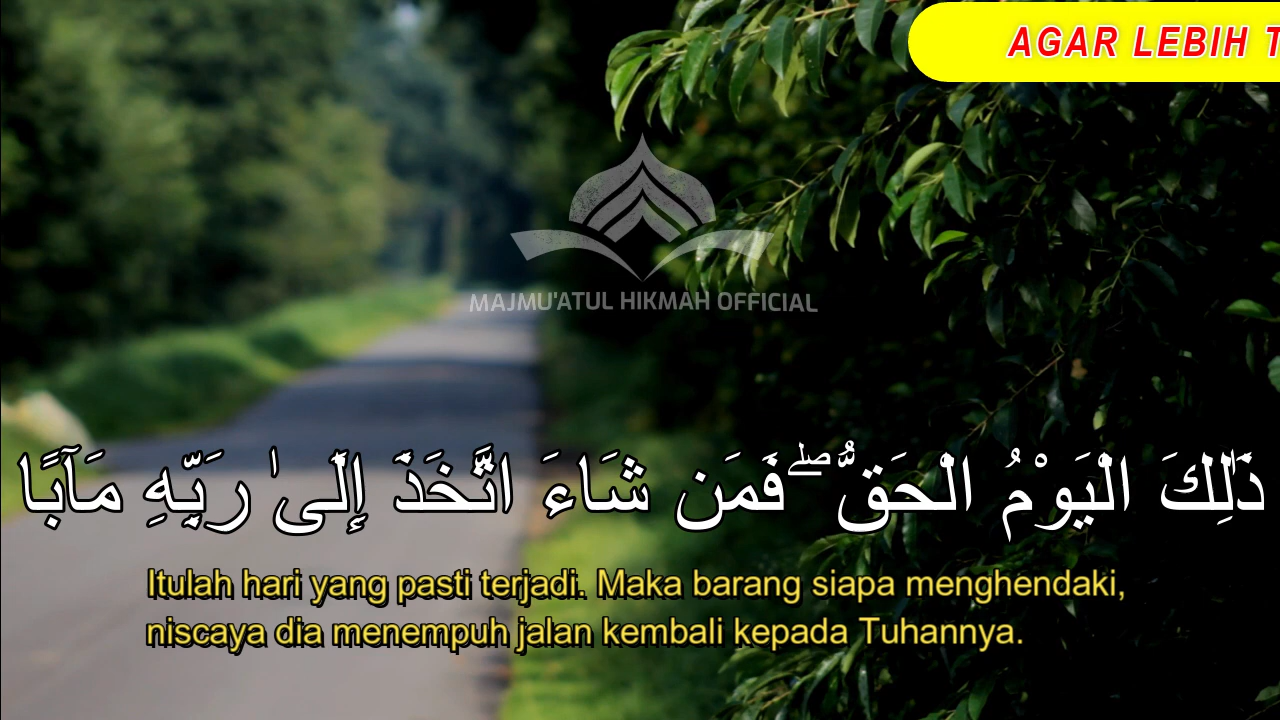 AGAR LEBIH T
MAJMU'ATUL HIKMAH OFFICIAL
ذَٰلِكَ الْيَوْمُ الْحَقُّ ۖ فَمَن شَاءَ اتَّخَذَ إِلَىٰ رَبِّهِ مَآبًا
Itulah hari yang pasti terjadi. Maka barang siapa menghendaki,
niscaya dia menempuh jalan kembali kepada Tuhannya.